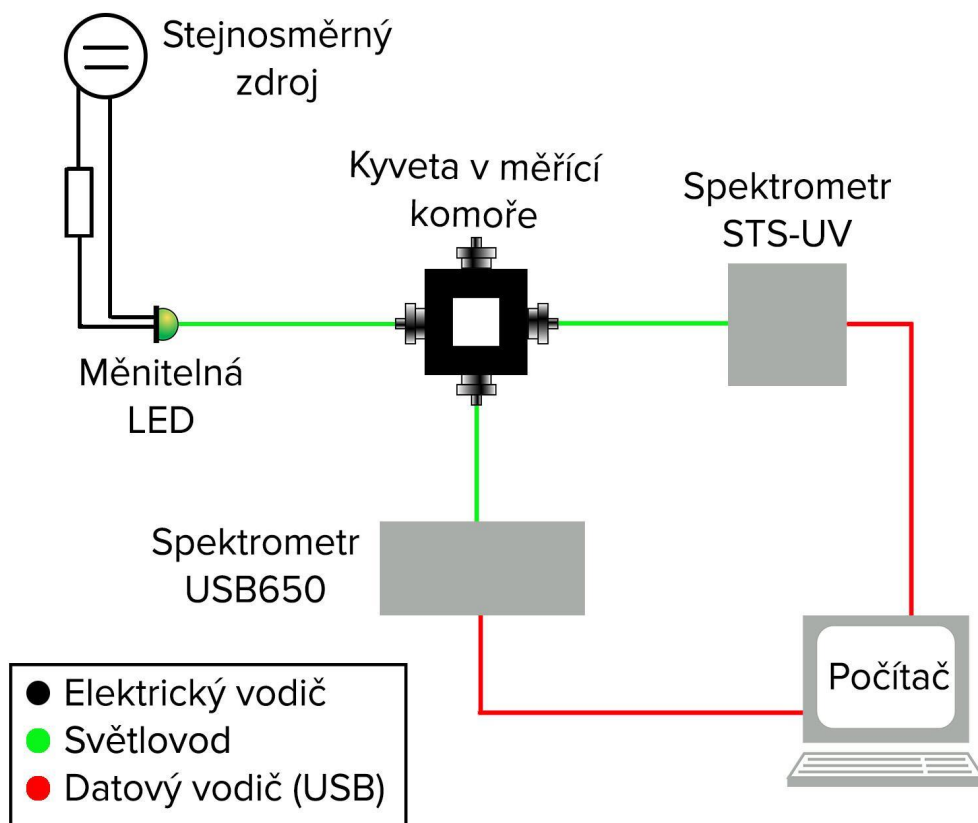 Stejnosměrný
zdroj
Kyveta v měřící
komoře
Spektrometr
STS-UV
Měnitelná
LED
Spektrometr
USB650
Počítač
Elektrický vodič
Světlovod
Datový vodič (USB)